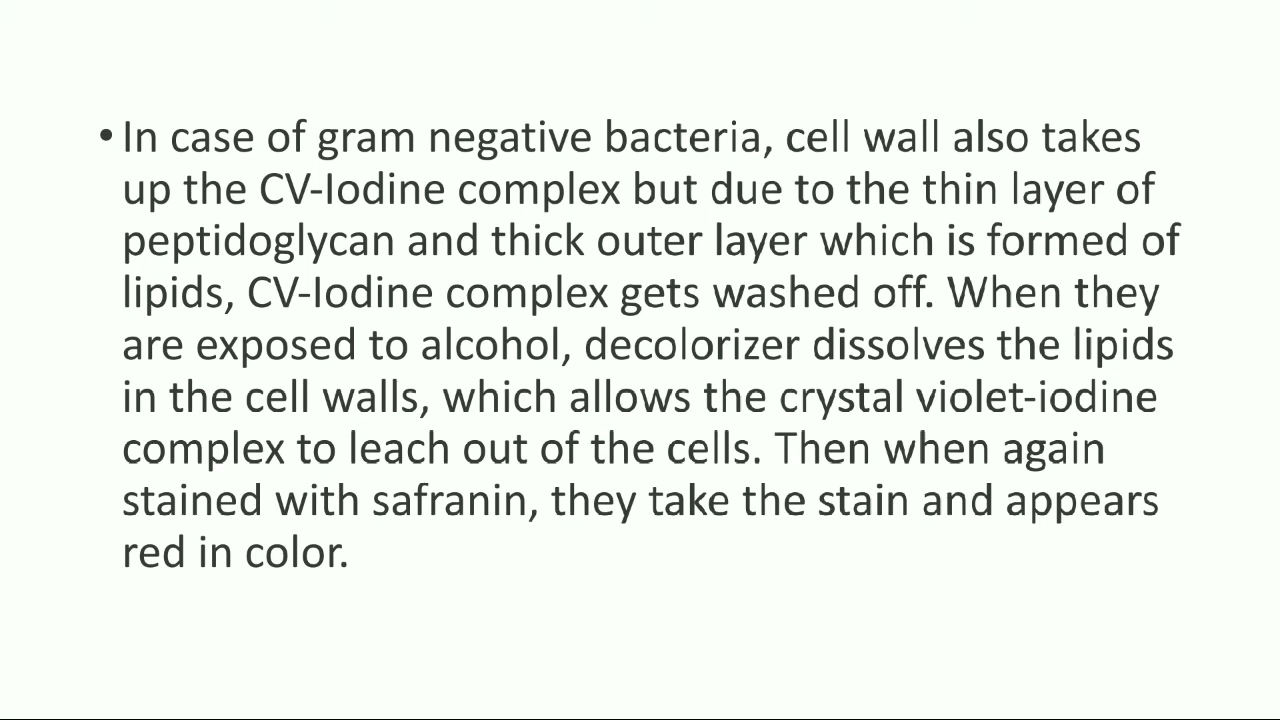 • In case of gram negative bacteria, cell wall also takes
up the CV-Iodine complex but due to the thin layer of
peptidoglycan and thick outer layer which is formed of
lipids, CV-Iodine complex gets washed off. When they
are exposed to alcohol, decolorizer dissolves the lipids
in the cell walls, which allows the crystal violet-iodine
complex to leach out of the cells. Then when again
stained with safranin, they take the stain and appears
red in color.